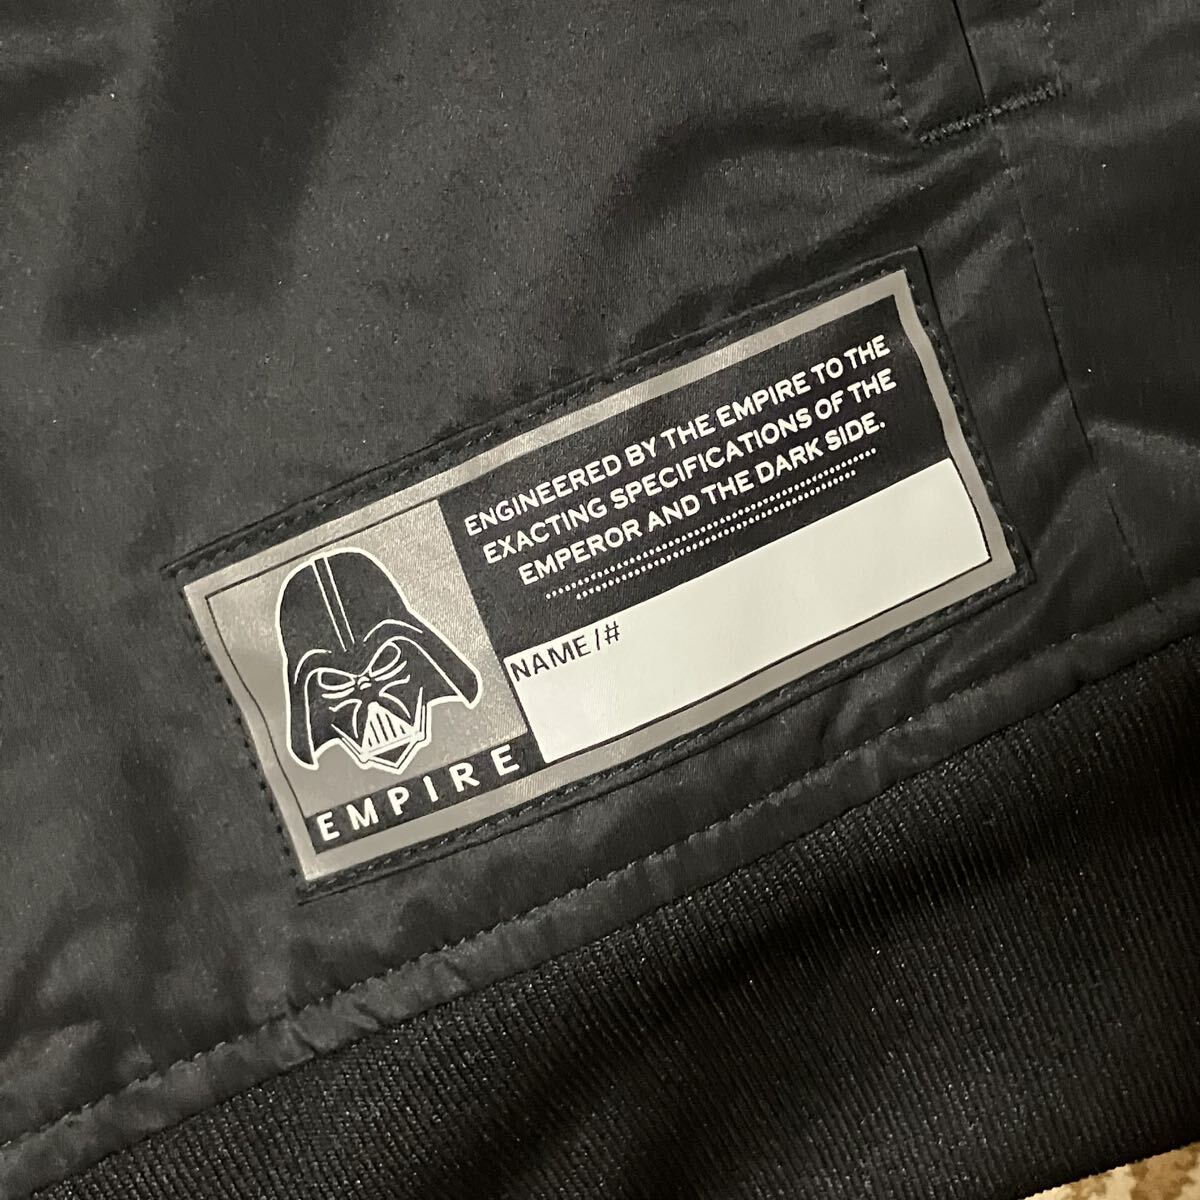 ENGINEERED BY THE EMPIRE TO THE
EXACTING SPECIFICATIONS OF THE
EMPEROR AND THE DARK SIDE.
NAME/#
EMPIRE